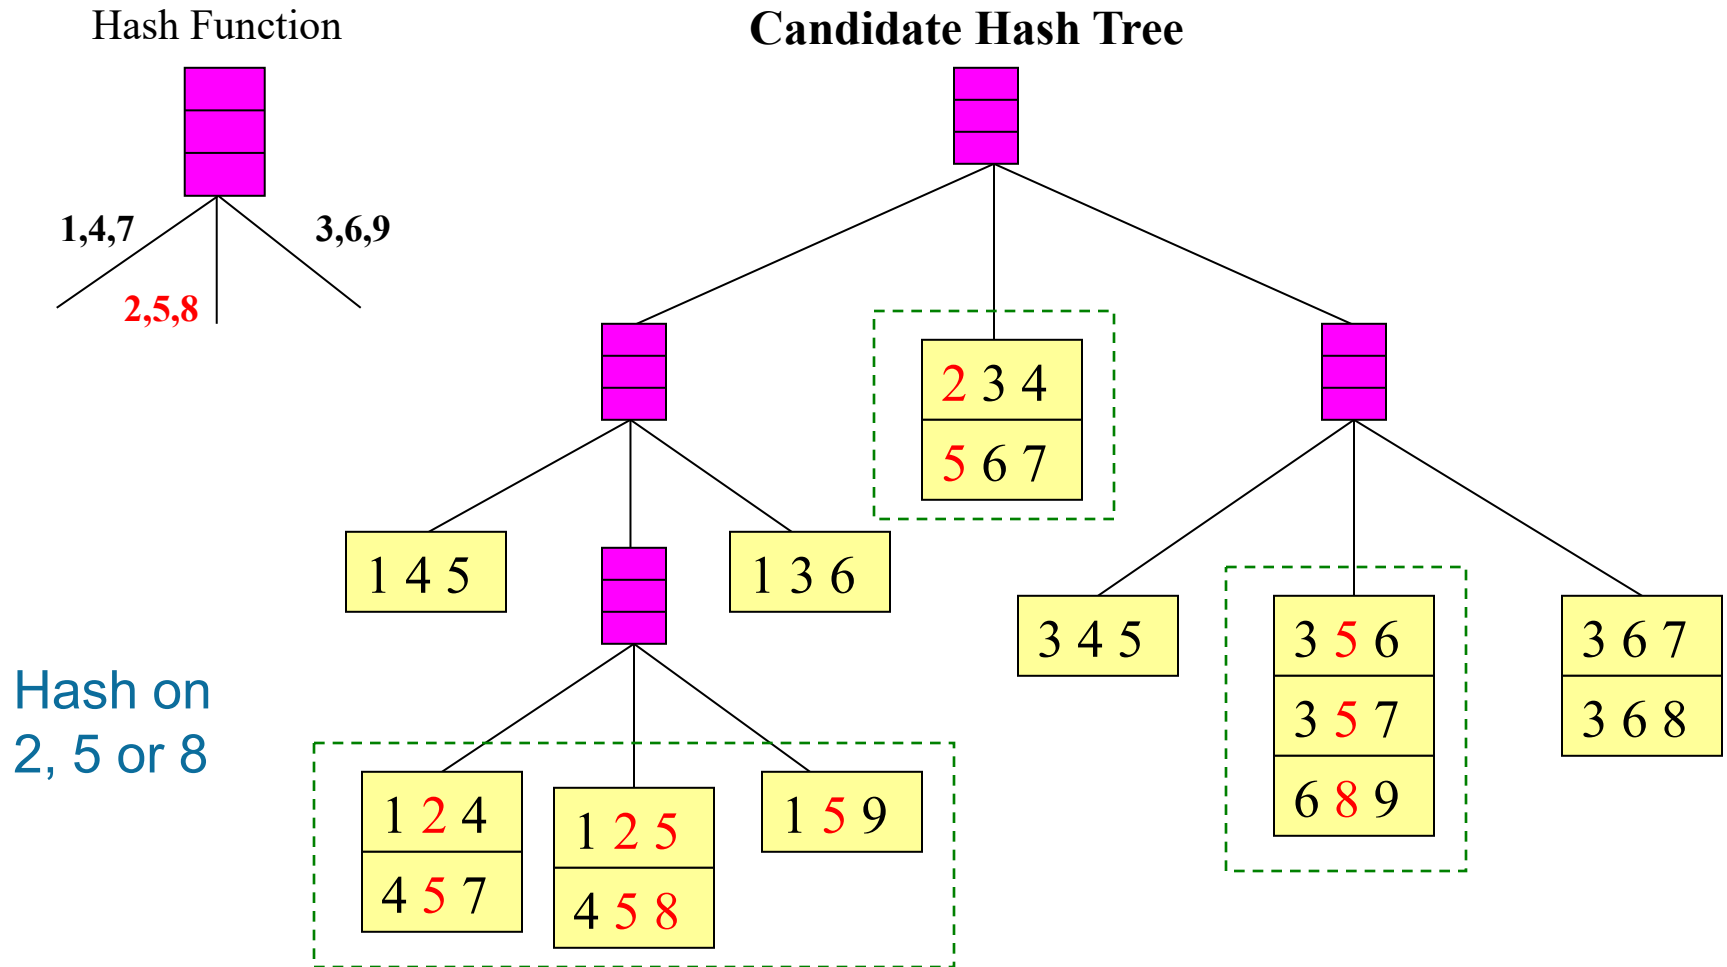 Hash Function
Candidate Hash Tree
1,4,7
3,6,9
2,5,8
2 3 4
5 6 7
1 4 5
1 3 6
3 4 5
3 5 6
3 5 7
6 8 9
3 6 7
3 6 8
Hash on
2, 5 or 8
1 2 4
4 5 7
1 2 5
4 5 8
1 5 9